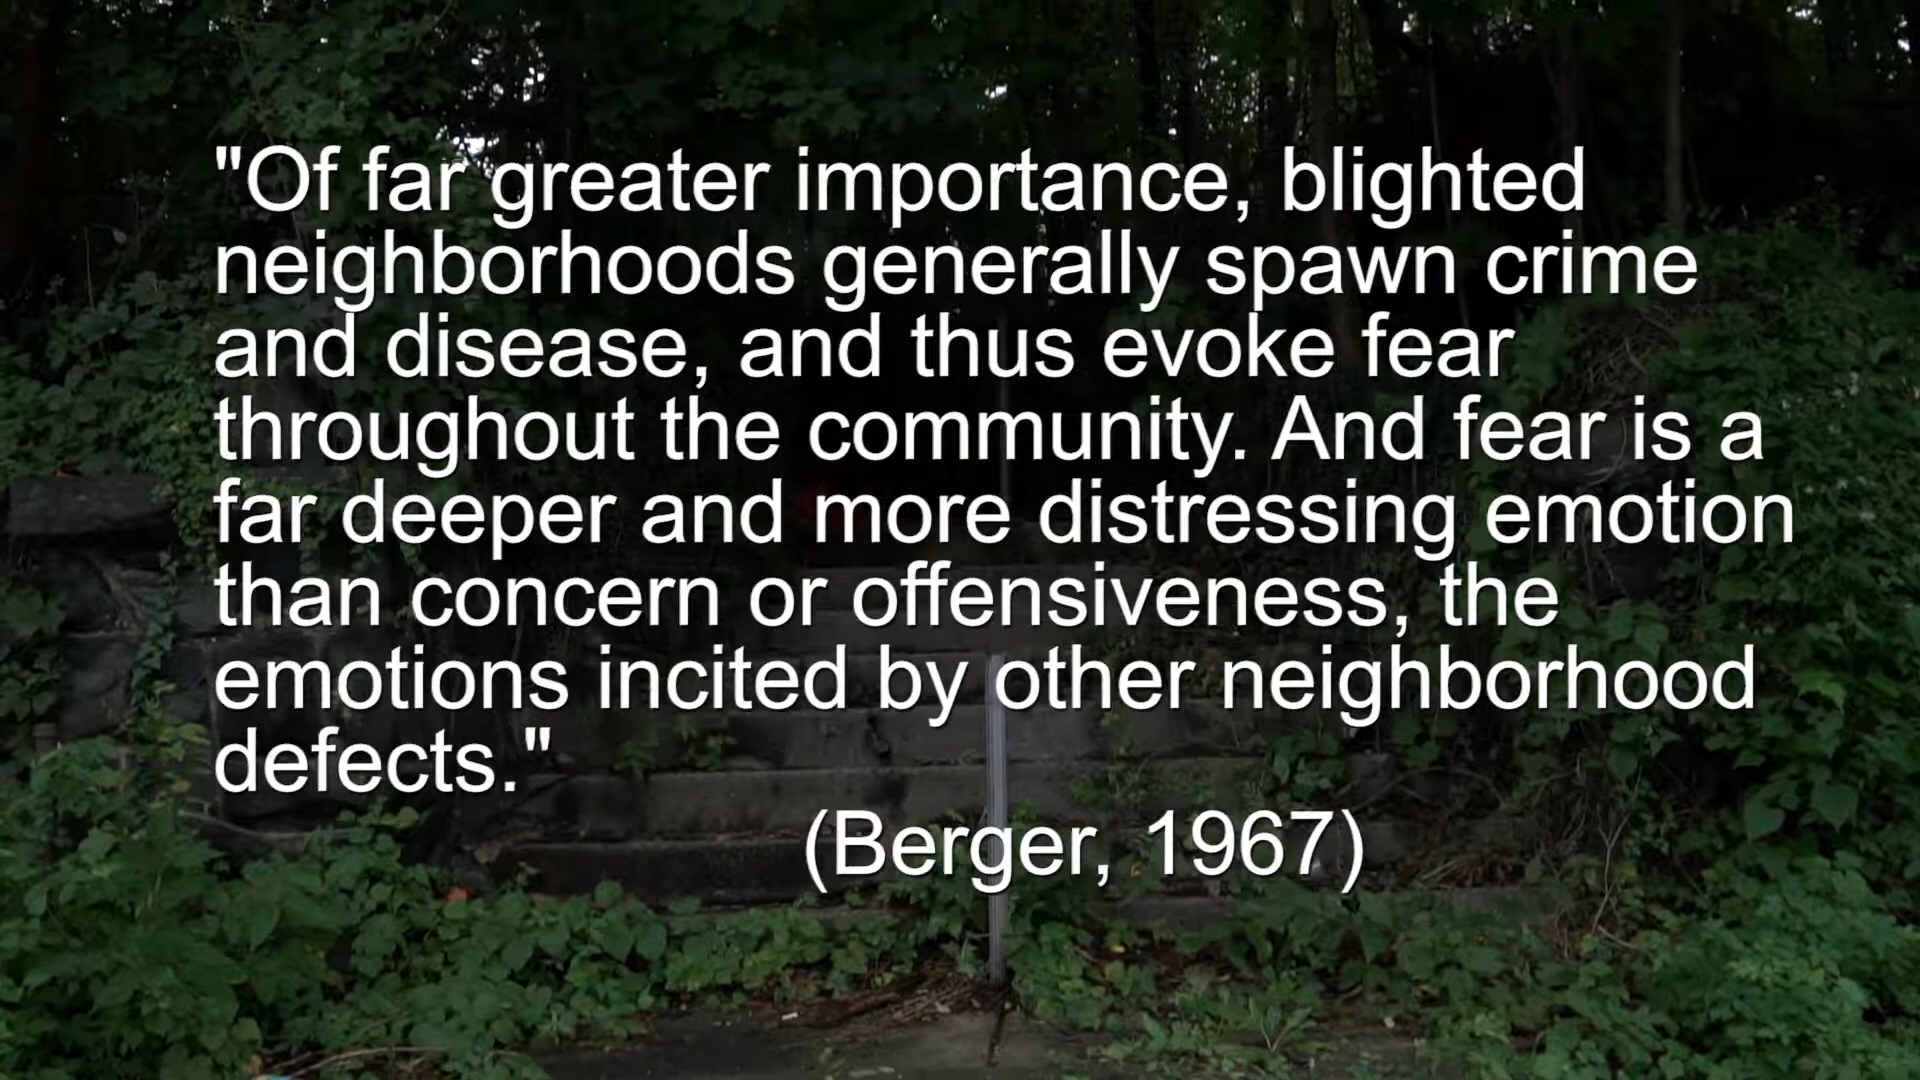 "Of far greater importance, blighted
neighborhoods generally spawn crime
and disease, and thus evoke fear
throughout the community. And fear is a
far deeper and more distressing emotion
than concern or offensiveness, the
emotions incited by other neighborhood
defects."
(Berger, 1967)